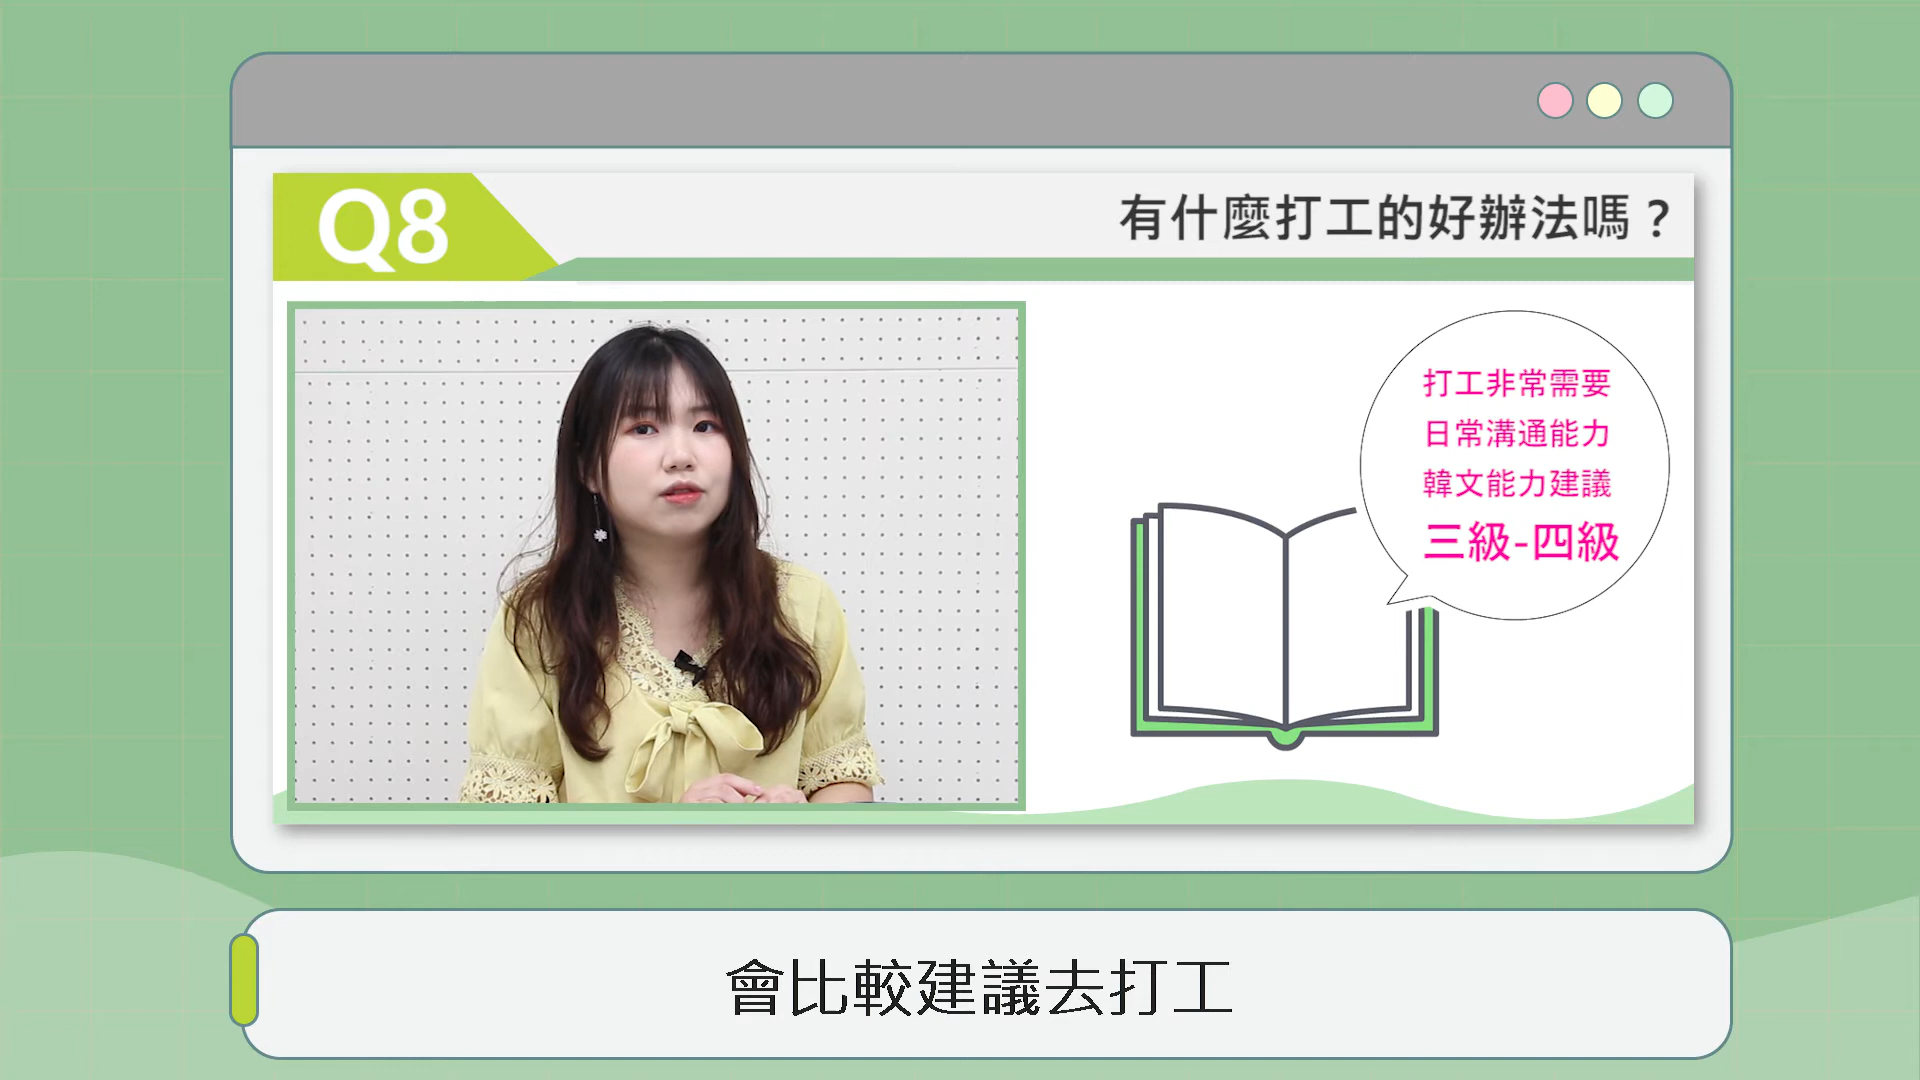 Q8
有什麼打工的好辦法嗎？
打工非常需要
日常溝通能力
韓文能力建議
三級-四級
會比較建議去打工